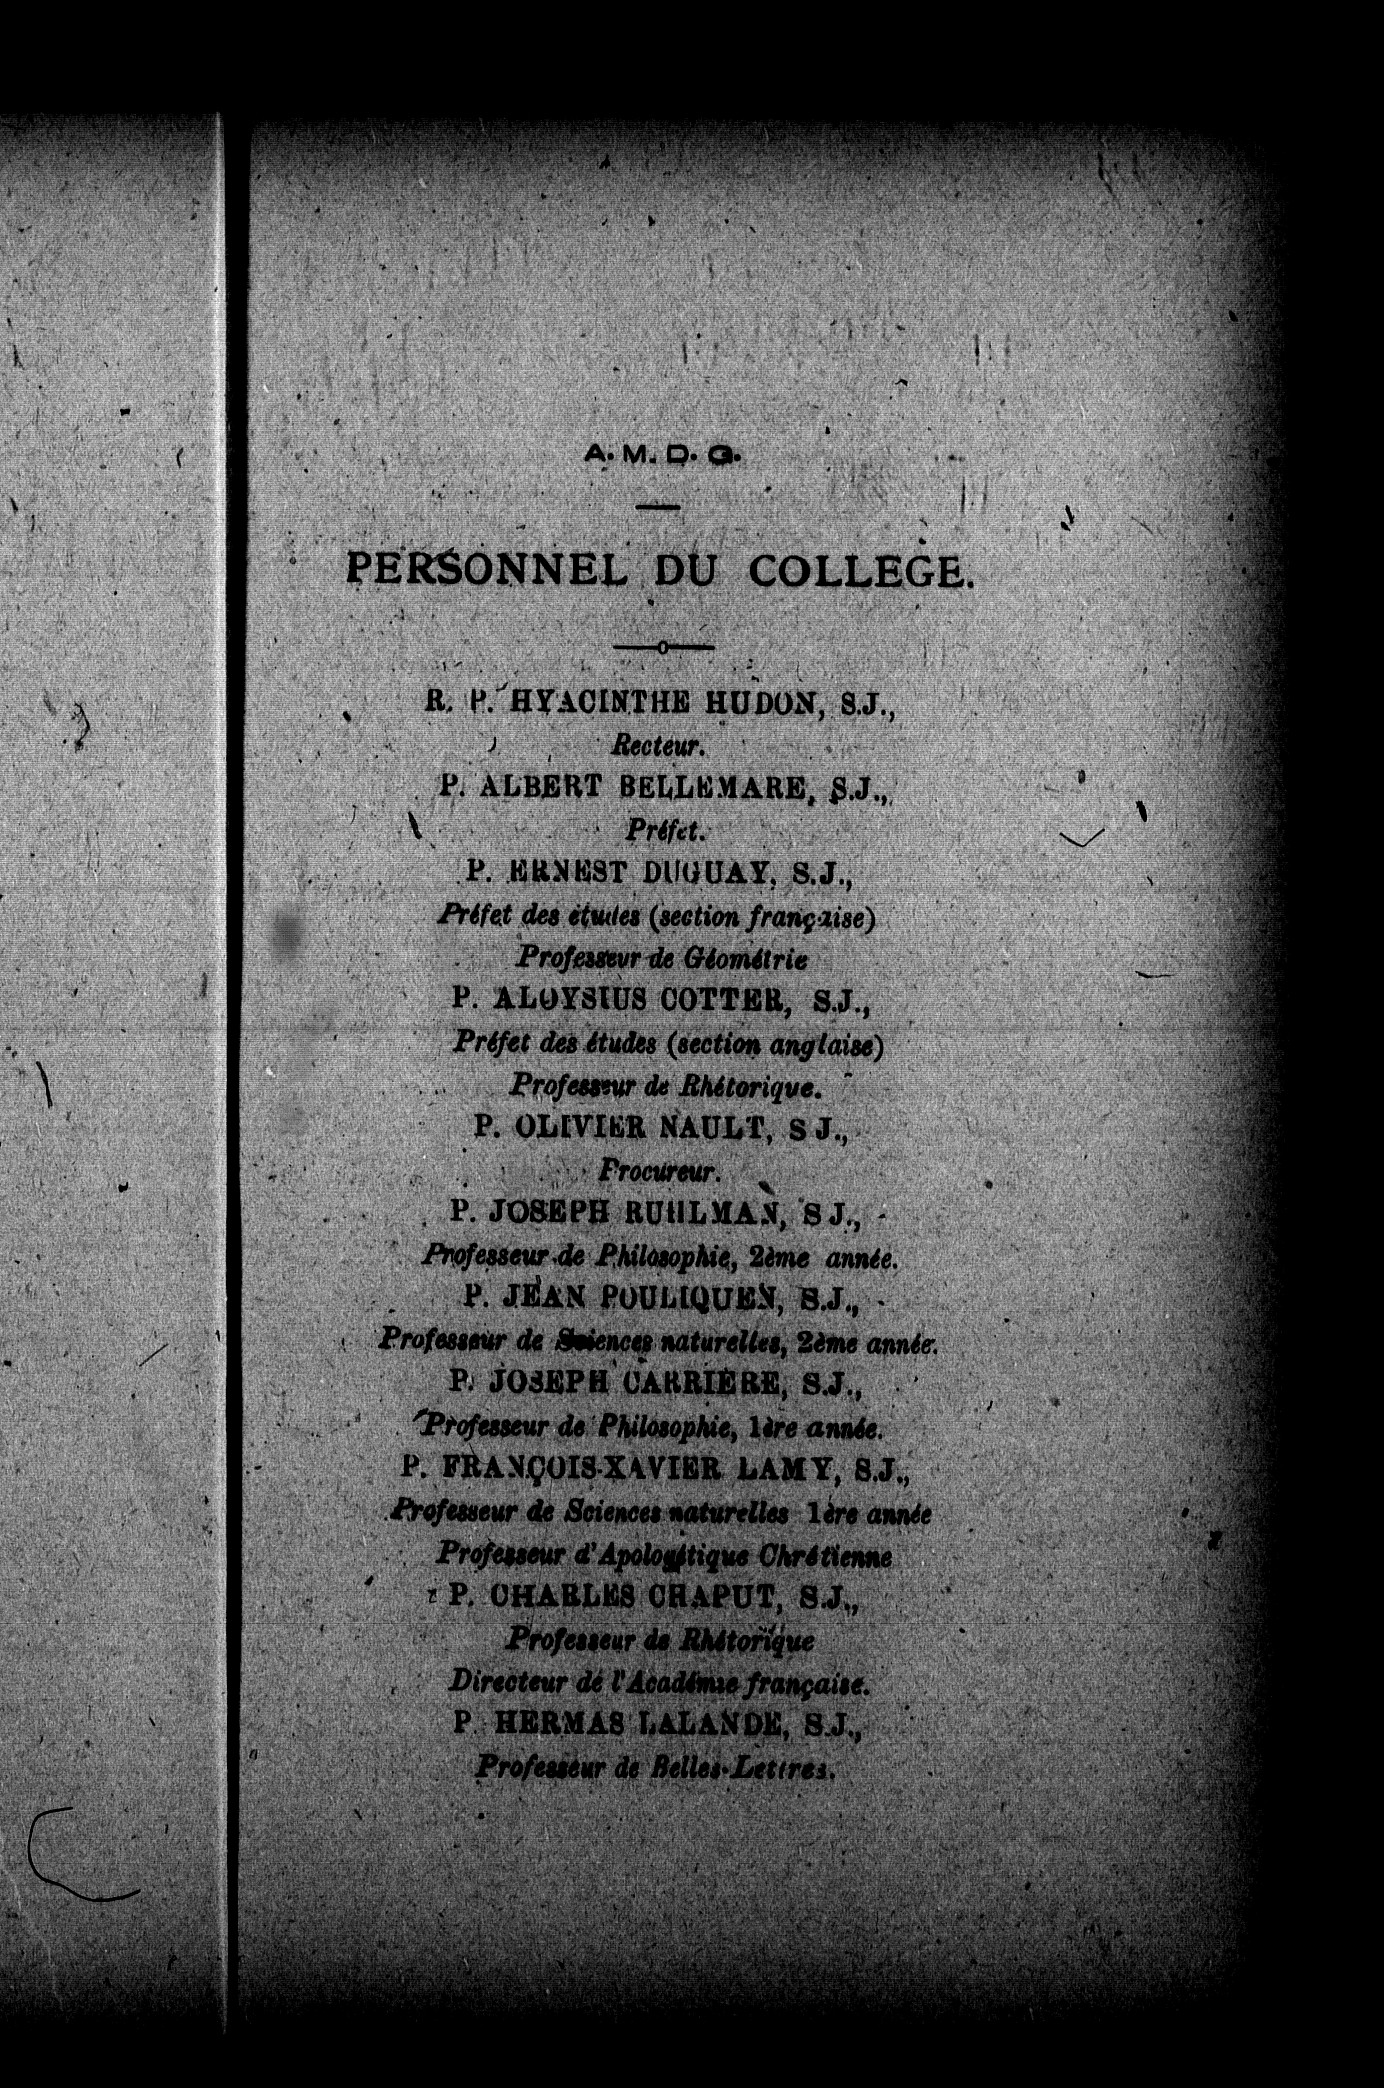 A. M. D. G.
PERSONNEL DU COLLEGE.
R. P. HYACINTHE HUDON, S.J.,
Recteur.
P. ALBERT BELLEMARE, S.J.,
Préfet.
P. ERNEST DUGUAY, S.J.,
Préfet des études (section française)
Professeur de Géométrie
P. ALOYSIUS COTTER, S.J.,
Préfet des études (section anglaise)
Professeur de Rhétorique.
P. OLIVIER NAULT, S J.,
Procureur.
P. JOSEPH RUHLMAN, S J.,
Professeur de Philosophie, 2ème année.
P. JEAN POULIQUEN, S.J.,
Professeur de Sciences naturelles, 2ème année.
P. JOSEPH CARRIÈRE, S.J.,
Professeur de Philosophie, 1ère année.
P. FRANÇOIS-XAVIER LAMY, S.J.,
Professeur de Sciences naturelles 1ère année
Professeur d'Apologétique Chrétienne
P. CHARLES CHAPUT, S.J.,
Professeur de Rhétorique
Directeur de l'Académie française.
P HERMAS LALANDE, S.J.,
Professeur de Belles-Lettres.